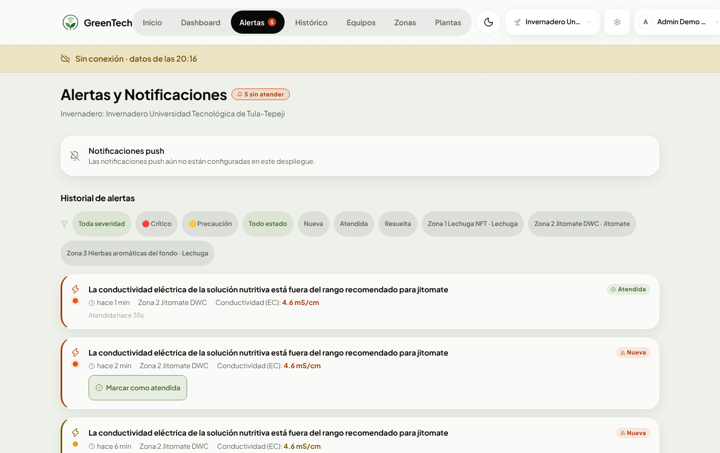 GreenTech
Inicio
Dashboard
Alertas 5
Histórico
Equipos
Zonas
Plantas
Invernadero Un...
A Admin Demo ...
Sin conexión · datos de las 20:16
Alertas y Notificaciones
5 sin atender
Invernadero: Invernadero Universidad Tecnológica de Tula-Tepeji
Notificaciones push
Las notificaciones push aún no están configuradas en este despliegue.
Historial de alertas
Toda severidad
Crítico
Precaución
Todo estado
Nueva
Atendida
Resuelta
Zona 1 Lechuga NFT · Lechuga
Zona 2 Jitomate DWC · Jitomate
Zona 3 Hierbas aromáticas del fondo · Lechuga
La conductividad eléctrica de la solución nutritiva está fuera del rango recomendado para jitomate
Atendida
hace 1 min Zona 2 Jitomate DWC Conductividad (EC): 4.6 mS/cm
Atendida hace 35s
La conductividad eléctrica de la solución nutritiva está fuera del rango recomendado para jitomate
Nueva
hace 2 min Zona 2 Jitomate DWC Conductividad (EC): 4.6 mS/cm
Marcar como atendida
La conductividad eléctrica de la solución nutritiva está fuera del rango recomendado para jitomate
Nueva
hace 6 min Zona 2 Jitomate DWC Conductividad (EC): 4.6 mS/cm